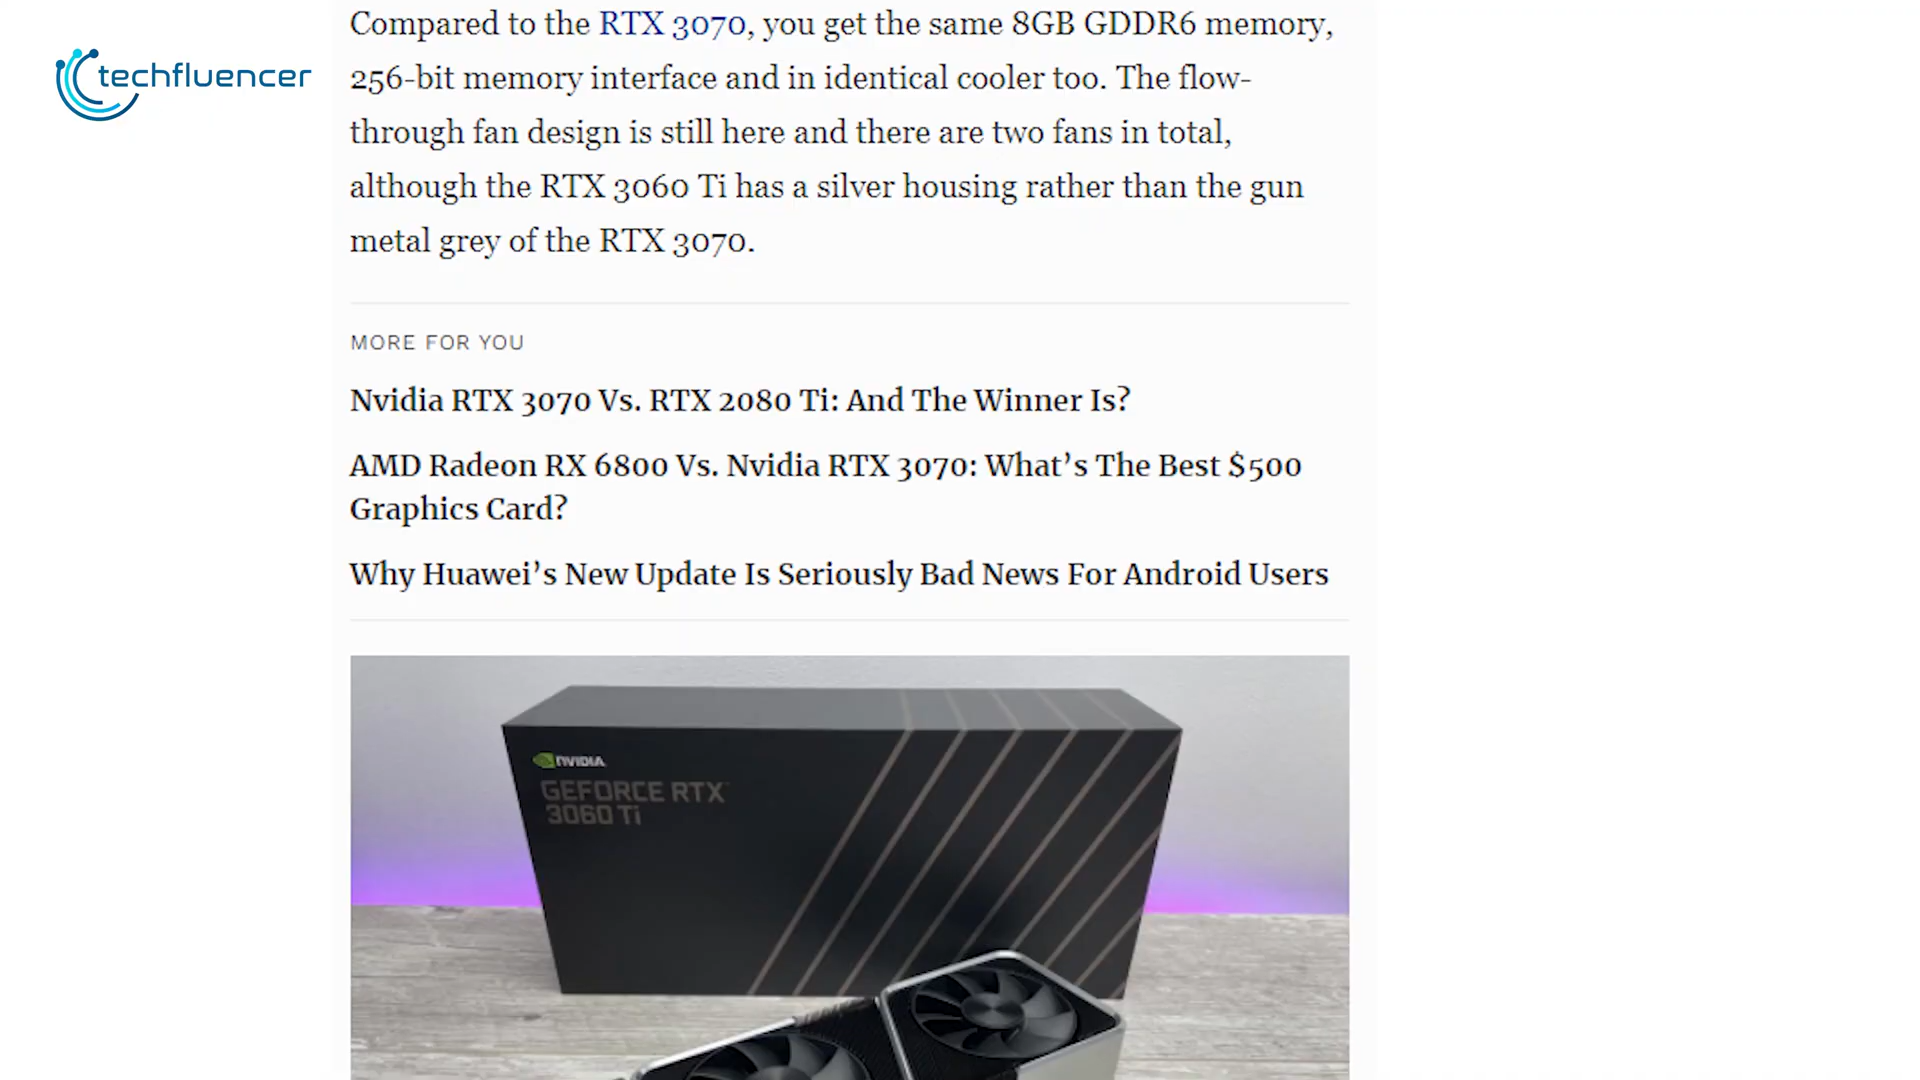 techfluencer
Compared to the RTX 3070, you get the same 8GB GDDR6 memory,
256-bit memory interface and in identical cooler too. The flow-
through fan design is still here and there are two fans in total,
although the RTX 3060 Ti has a silver housing rather than the gun
metal grey of the RTX 3070.
MORE FOR YOU
Nvidia RTX 3070 Vs. RTX 2080 Ti: And The Winner Is?
AMD Radeon RX 6800 Vs. Nvidia RTX 3070: What’s The Best $500
Graphics Card?
Why Huawei’s New Update Is Seriously Bad News For Android Users
NVIDIA
GEFORCE RTX
3060 Ti